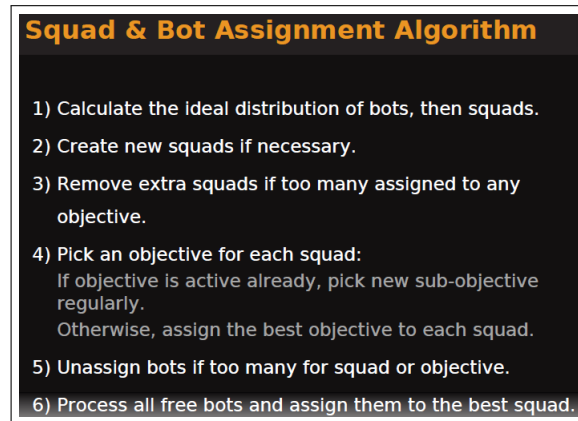 Squad & Bot Assignment Algorithm
1) Calculate the ideal distribution of bots, then squads.
2) Create new squads if necessary.
3) Remove extra squads if too many assigned to any
objective.
4) Pick an objective for each squad:
If objective is active already, pick new sub-objective
regularly.
Otherwise, assign the best objective to each squad.
5) Unassign bots if too many for squad or objective.
6) Process all free bots and assign them to the best squad.